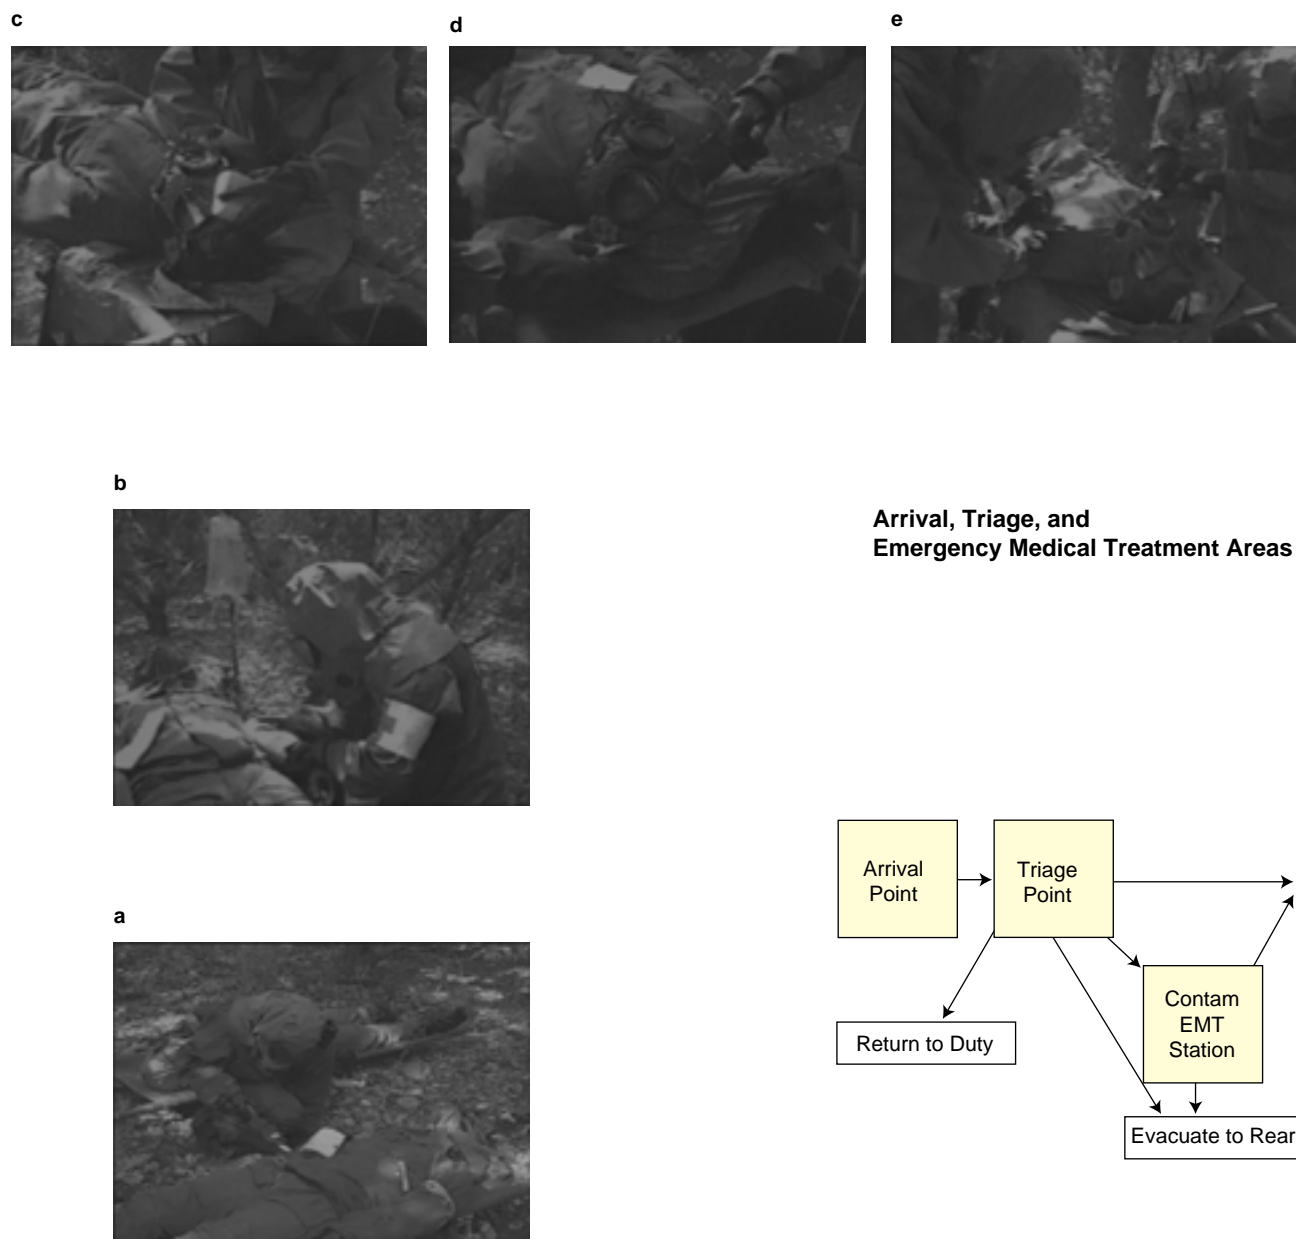 c
d
e
b
Arrival, Triage, and
Emergency Medical Treatment Areas
a
Arrival
Point
Triage
Point
Contam
EMT
Station
Return to Duty
Evacuate to Rear